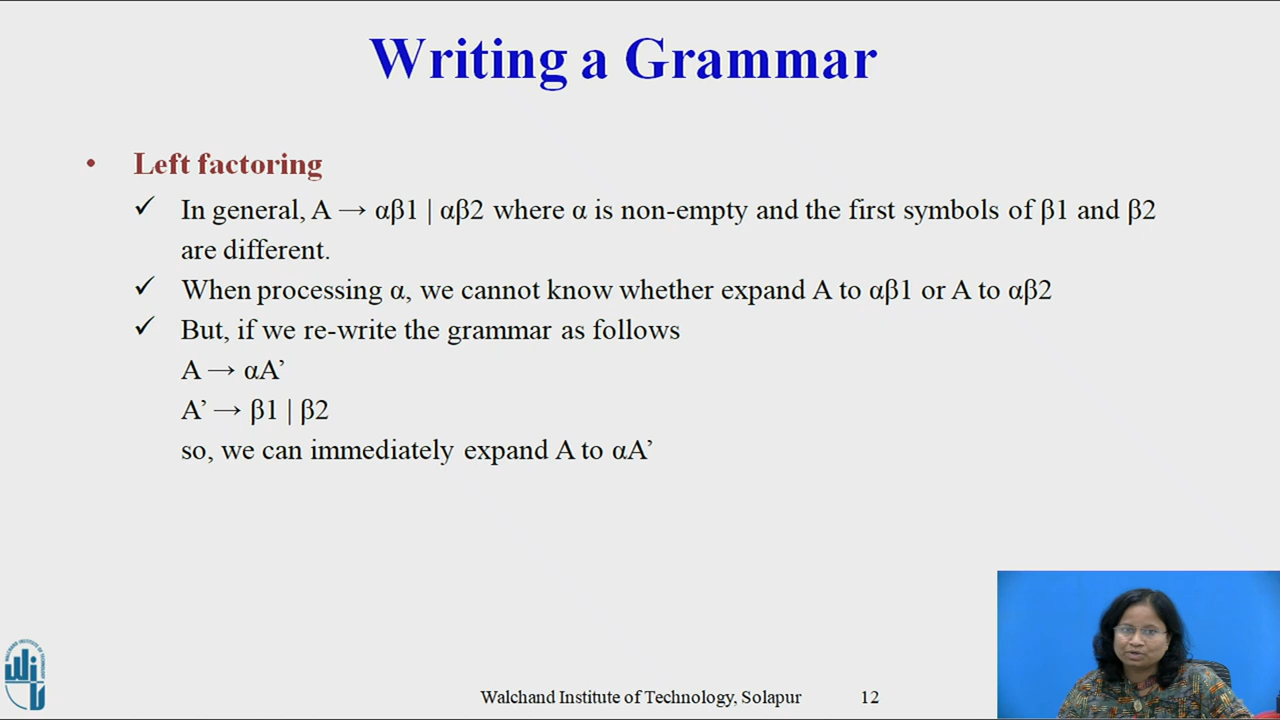 Writing a Grammar
• Left factoring
✓ In general, A → αβ1 | αβ2 where α is non-empty and the first symbols of β1 and β2
are different.
✓ When processing α, we cannot know whether expand A to αβ1 or A to αβ2
✓ But, if we re-write the grammar as follows
A → αA’
A’ → β1 | β2
so, we can immediately expand A to αA’
Walchand Institute of Technology, Solapur 12